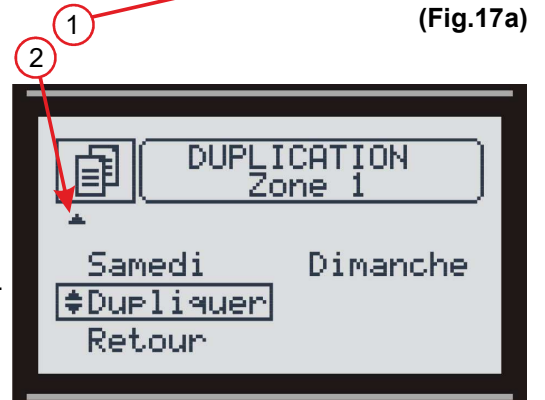 (Fig.17a)
1
2
DUPLICATION
Zone 1
Samedi Dimanche
Dupliquer
Retour